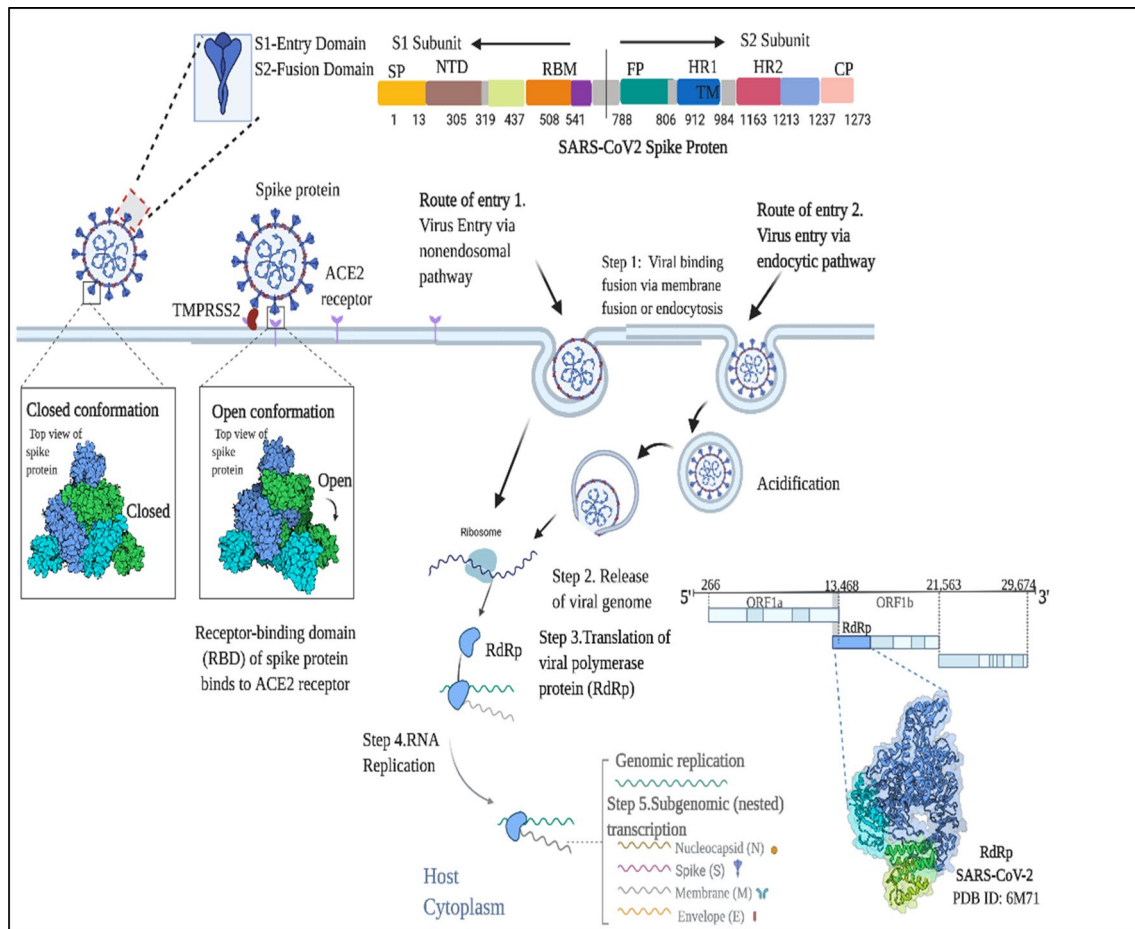 S1-Entry Domain
S2-Fusion Domain
S1 Subunit
S2 Subunit
SP
NTD
RBM
FP
HR1
TM
HR2
CP
1 13 305 319 437 508 541 788 806 912 984 1163 1213 1237 1273
SARS-CoV2 Spike Proten
Spike protein
ACE2
receptor
TMPRSS2
Route of entry 1.
Virus Entry via
nonendosomal
pathway
Step 1: Viral binding
fusion via membrane
fusion or endocytosis
Route of entry 2.
Virus entry via
endocytic pathway
Closed conformation
Top view of
spike
protein
Closed
Open conformation
Top view of
spike
protein
Open
Receptor-binding domain
(RBD) of spike protein
binds to ACE2 receptor
Acidification
Ribosome
Step 2. Release
of viral genome
RdRp
Step 3.Translation of
viral polymerase
protein (RdRp)
Step 4.RNA
Replication
Genomic replication
Step 5.Subgenomic (nested)
transcription
Nucleocapsid (N)
Spike (S)
Membrane (M)
Envelope (E)
Host
Cytoplasm
266 13,468 21,563 29,674
5' 3'
ORF1a ORF1b
RdRp
RdRp
SARS-CoV-2
PDB ID: 6M71